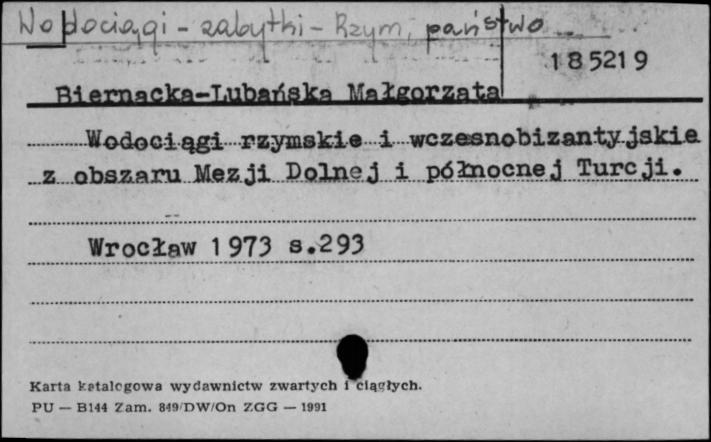 Wodociągi - zabytki - Rzym, państwo
185219
Biernacka-Lubańska Małgorzata
Wodociągi rzymskie i wczesnobizantyjskie
z obszaru Mezji Dolnej i północnej Turcji.
Wrocław 1973 s.293
Karta katalogowa wydawnictw zwartych i ciągłych.
PU — B144 Zam. 849/DW/On ZGG — 1991